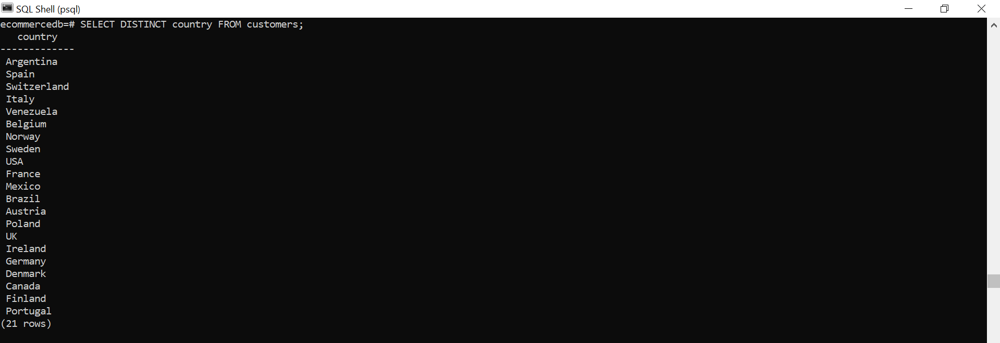 SQL Shell (psql)
ecommercedb=# SELECT DISTINCT country FROM customers;
country
-------------
Argentina
Spain
Switzerland
Italy
Venezuela
Belgium
Norway
Sweden
USA
France
Mexico
Brazil
Austria
Poland
UK
Ireland
Germany
Denmark
Canada
Finland
Portugal
(21 rows)